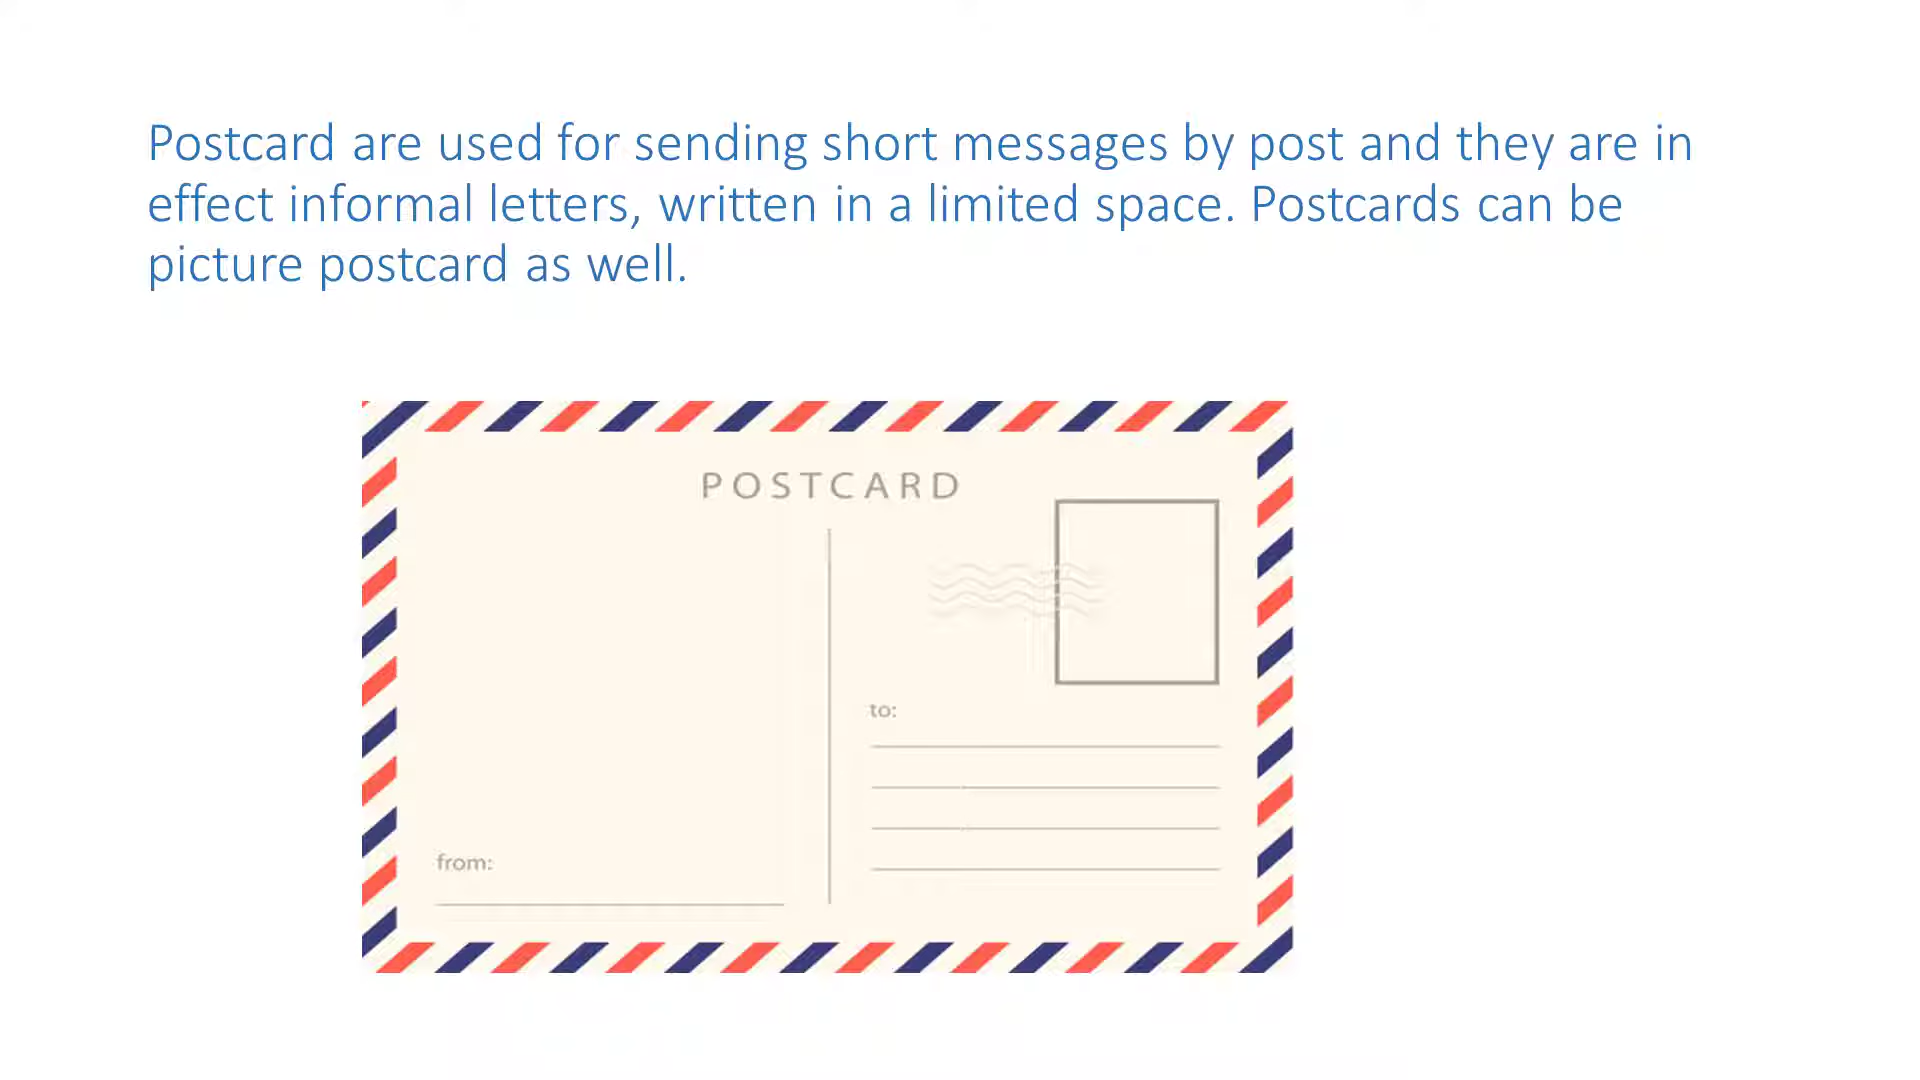 Postcard are used for sending short messages by post and they are in
effect informal letters, written in a limited space. Postcards can be
picture postcard as well.
POSTCARD
to:
from: